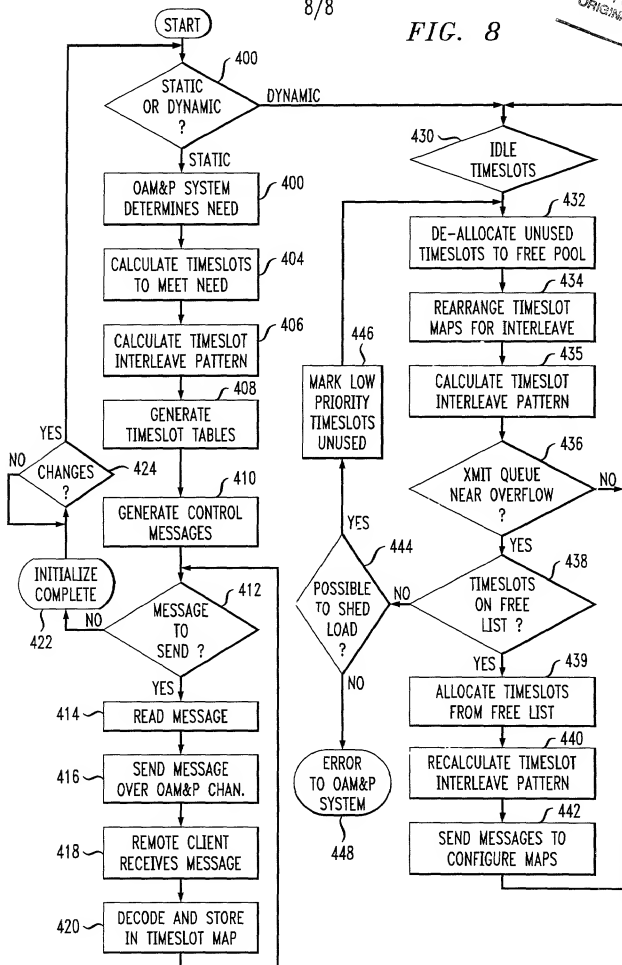 8/8
FIG. 8
ORIGINA
START
400
STATIC
OR DYNAMIC
?
DYNAMIC
STATIC
OAM&P SYSTEM
DETERMINES NEED
400
CALCULATE TIMESLOTS
TO MEET NEED
404
CALCULATE TIMESLOT
INTERLEAVE PATTERN
406
408
GENERATE
TIMESLOT TABLES
410
GENERATE CONTROL
MESSAGES
412
MESSAGE
TO
SEND ?
NO
YES
YES
NO
CHANGES
?
424
INITIALIZE
COMPLETE
422
414
READ MESSAGE
416
SEND MESSAGE
OVER OAM&P CHAN.
418
REMOTE CLIENT
RECEIVES MESSAGE
420
DECODE AND STORE
IN TIMESLOT MAP
430
IDLE
TIMESLOTS
432
DE-ALLOCATE UNUSED
TIMESLOTS TO FREE POOL
434
REARRANGE TIMESLOT
MAPS FOR INTERLEAVE
435
CALCULATE TIMESLOT
INTERLEAVE PATTERN
436
XMIT QUEUE
NEAR OVERFLOW
?
NO
YES
438
TIMESLOTS
ON FREE
LIST ?
NO
YES
439
ALLOCATE TIMESLOTS
FROM FREE LIST
440
RECALCULATE TIMESLOT
INTERLEAVE PATTERN
442
SEND MESSAGES TO
CONFIGURE MAPS
446
MARK LOW
PRIORITY
TIMESLOTS
UNUSED
YES
444
POSSIBLE
TO SHED
LOAD
?
NO
ERROR
TO OAM&P
SYSTEM
448